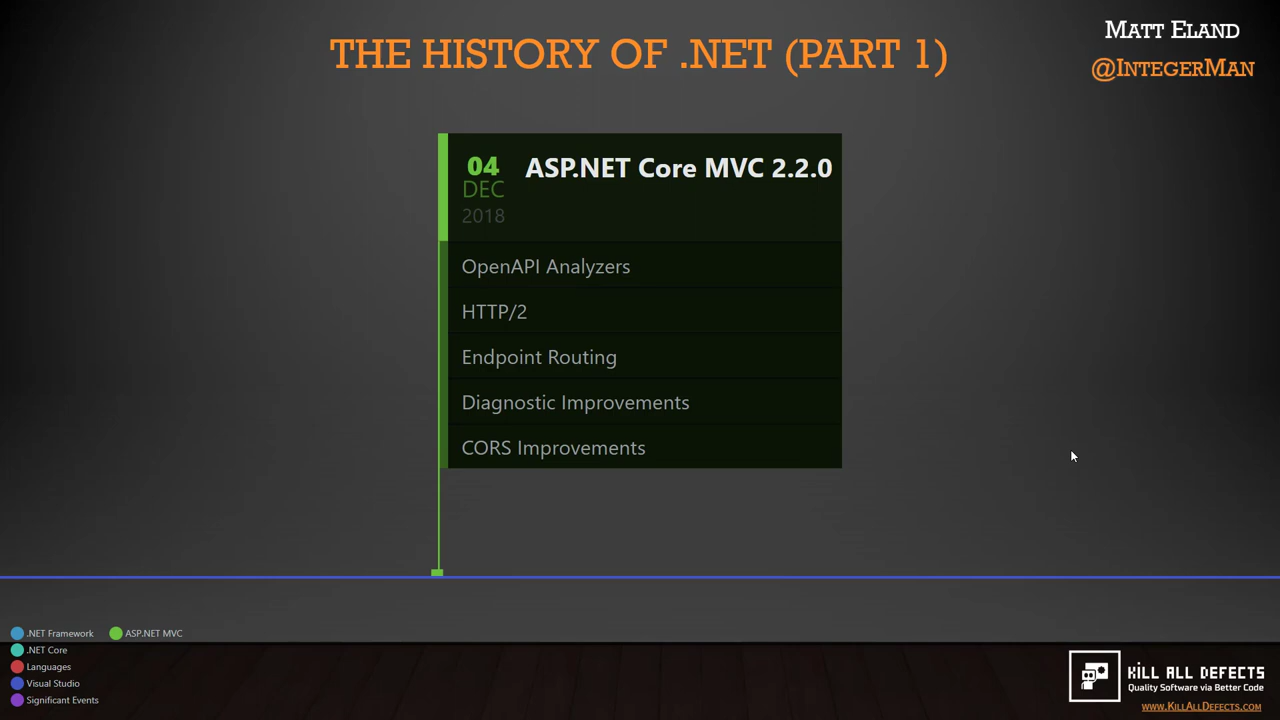 THE HISTORY OF .NET (PART 1)
MATT ELAND
@INTEGERMAN
04
DEC
2018
ASP.NET Core MVC 2.2.0
OpenAPI Analyzers
HTTP/2
Endpoint Routing
Diagnostic Improvements
CORS Improvements
.NET Framework
ASP.NET MVC
.NET Core
Languages
Visual Studio
Significant Events
KILL ALL DEFECTS
Quality Software via Better Code
WWW.KILLALLDEFECTS.COM